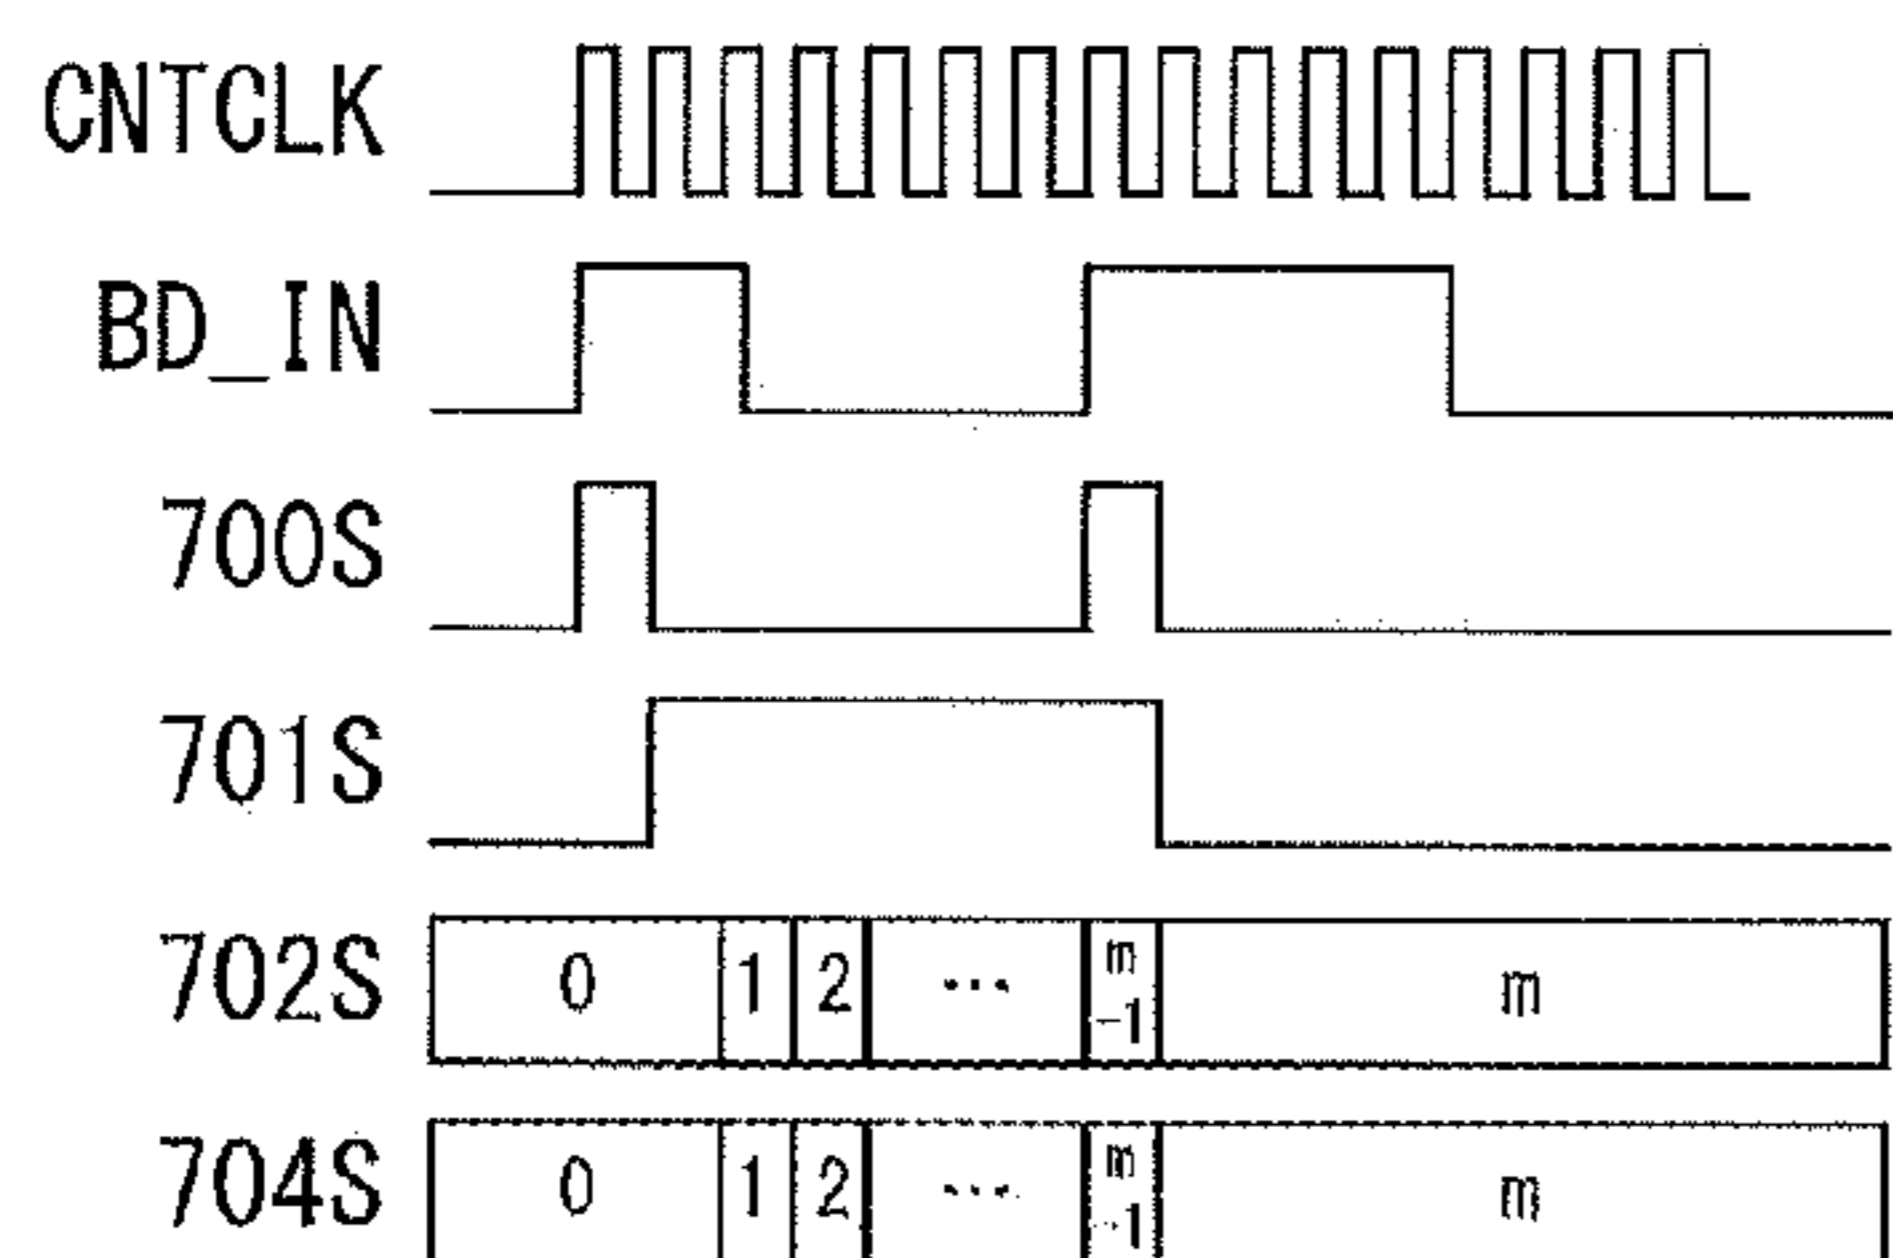 CNTCLK
BD_IN
700S
701S
702S 0 1 2 ... m-1 m
704S 0 1 2 ... m-1 m